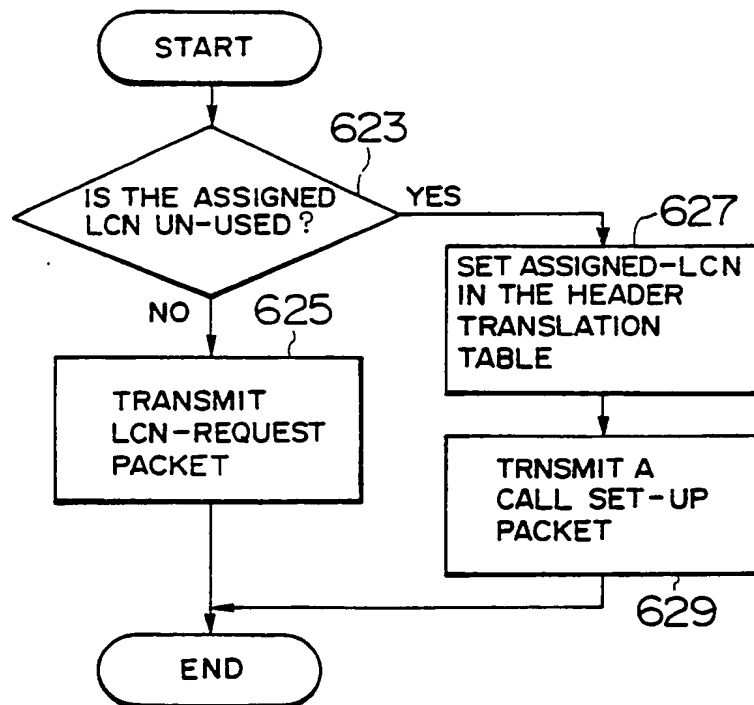 START
623
IS THE ASSIGNED
LCN UN-USED?
YES
NO
625
TRANSMIT
LCN-REQUEST
PACKET
627
SET ASSIGNED-LCN
IN THE HEADER
TRANSLATION
TABLE
TRNSMIT A
CALL SET-UP
PACKET
629
END